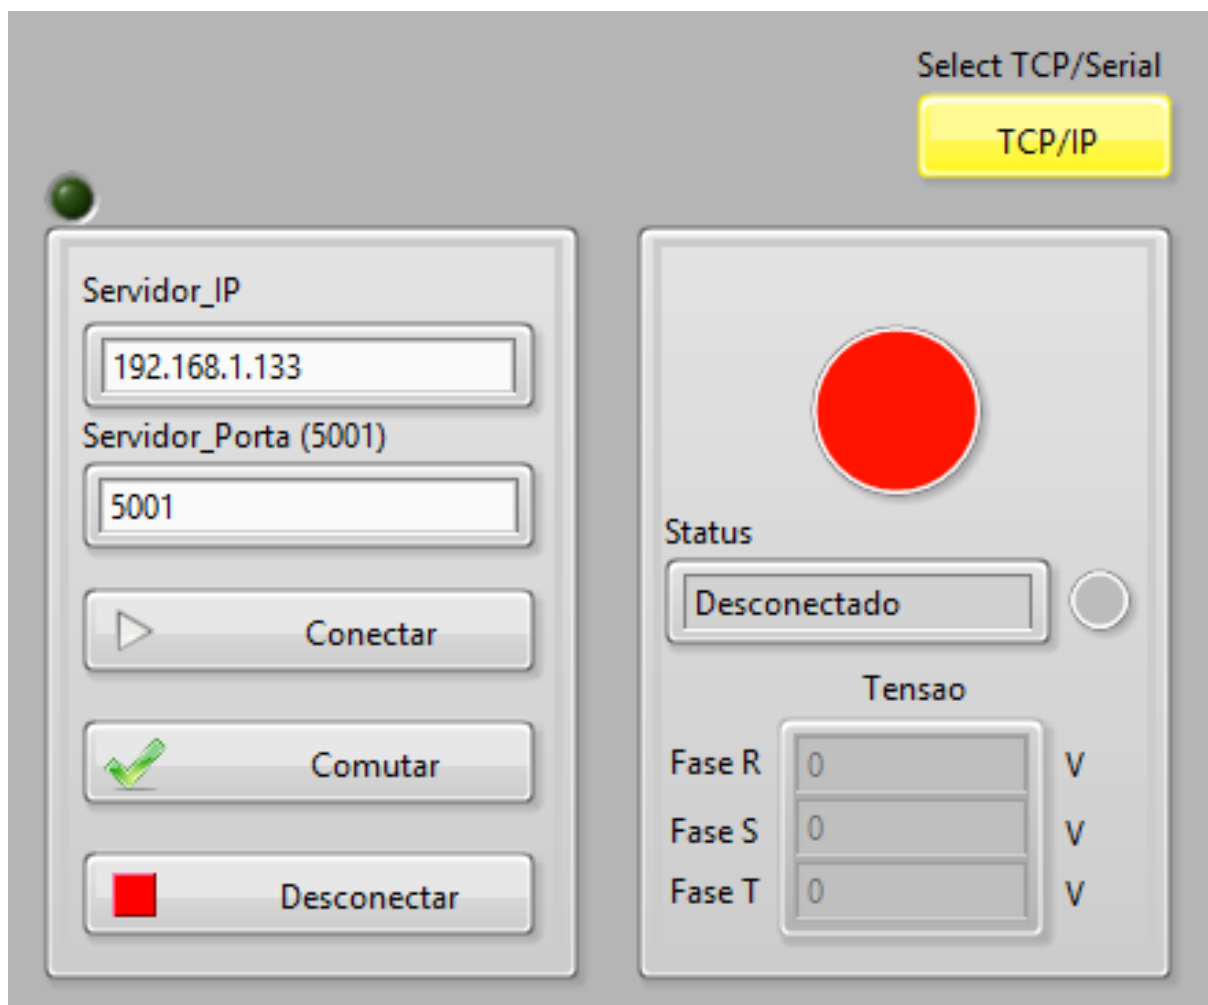 Select TCP/Serial
TCP/IP
Servidor_IP
192.168.1.133
Servidor_Porta (5001)
5001
Conectar
Comutar
Desconectar
Status
Desconectado
Tensao
Fase R 0 V
Fase S 0 V
Fase T 0 V